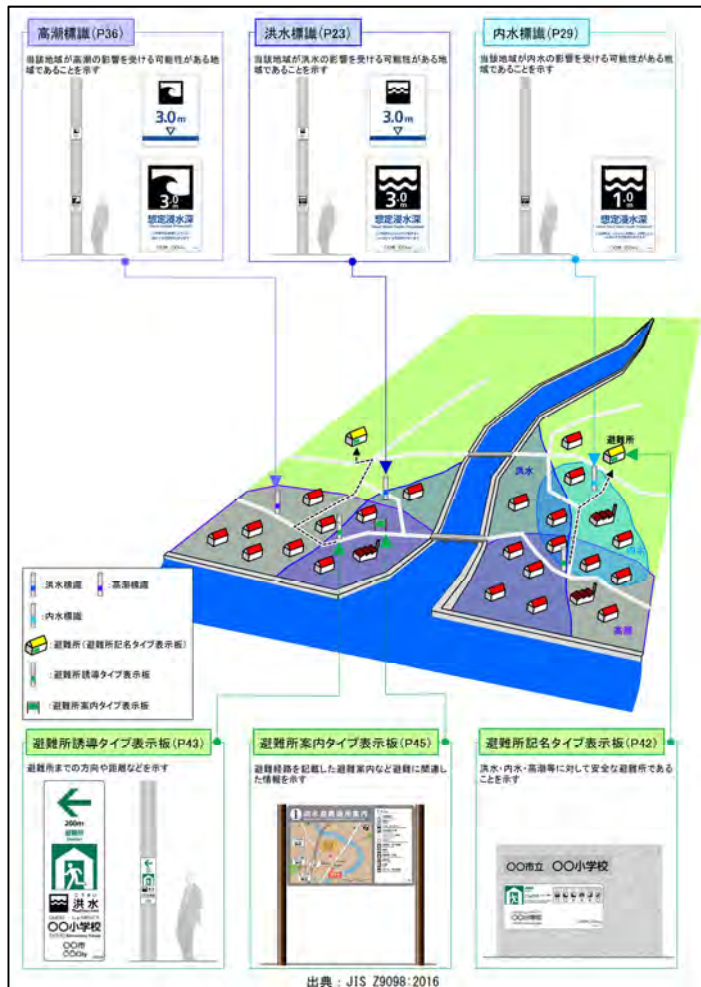 高潮標識(P36)
当該地域が高潮の影響を受ける可能性がある地
域であることを示す
3.0m
3.0
m
想定浸水深
洪水標識(P23)
当該地域が洪水の影響を受ける可能性がある地
域であることを示す
3.0m
3.0
m
想定浸水深
内水標識(P29)
当該地域が内水の影響を受ける可能性がある地
域であることを示す
1.0
m
想定浸水深
避難所
洪水
内水
高潮
:洪水標識
:高潮標識
:内水標識
:避難所(避難所記名タイプ表示板)
:避難所誘導タイプ表示板
:避難所案内タイプ表示板
避難所誘導タイプ表示板(P43)
避難所までの方向や距離などを示す
200m
避難所
洪水
〇〇小学校
〇〇市
〇〇City
避難所案内タイプ表示板(P45)
避難経路を記載した避難案内など避難に関連し
た情報を示す
洪水避難場所案内
避難所記名タイプ表示板(P42)
洪水・内水・高潮等に対して安全な避難所であ
ることを示す
〇〇市立 〇〇小学校
〇〇小学校
出典:JIS Z9098:2016